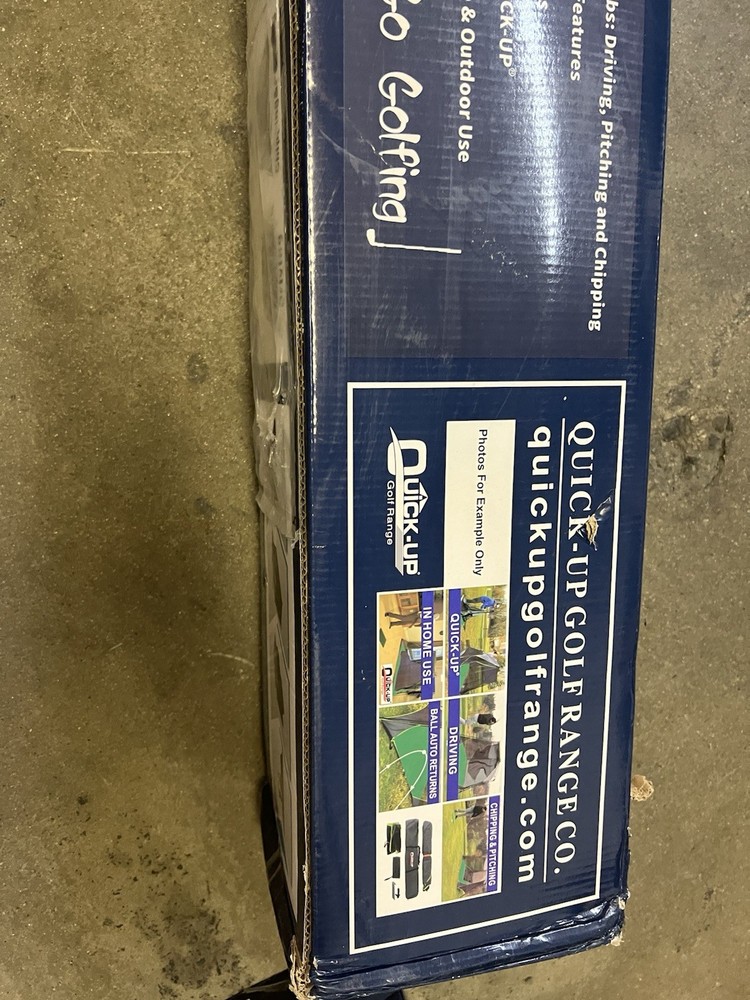 bs: Driving, Pitching and Chipping
Features
CK-UP®
& Outdoor Use
Go Golfing
QUICK-UP GOLF RANGE CO.
quickupgolfrange.com
Photos For Example Only
QUICK-UP
Golf Range
QUICK-UP®
DRIVING
CHIPPING & PITCHING
IN HOME USE
BALL AUTO RETURNS
QUICK-UP